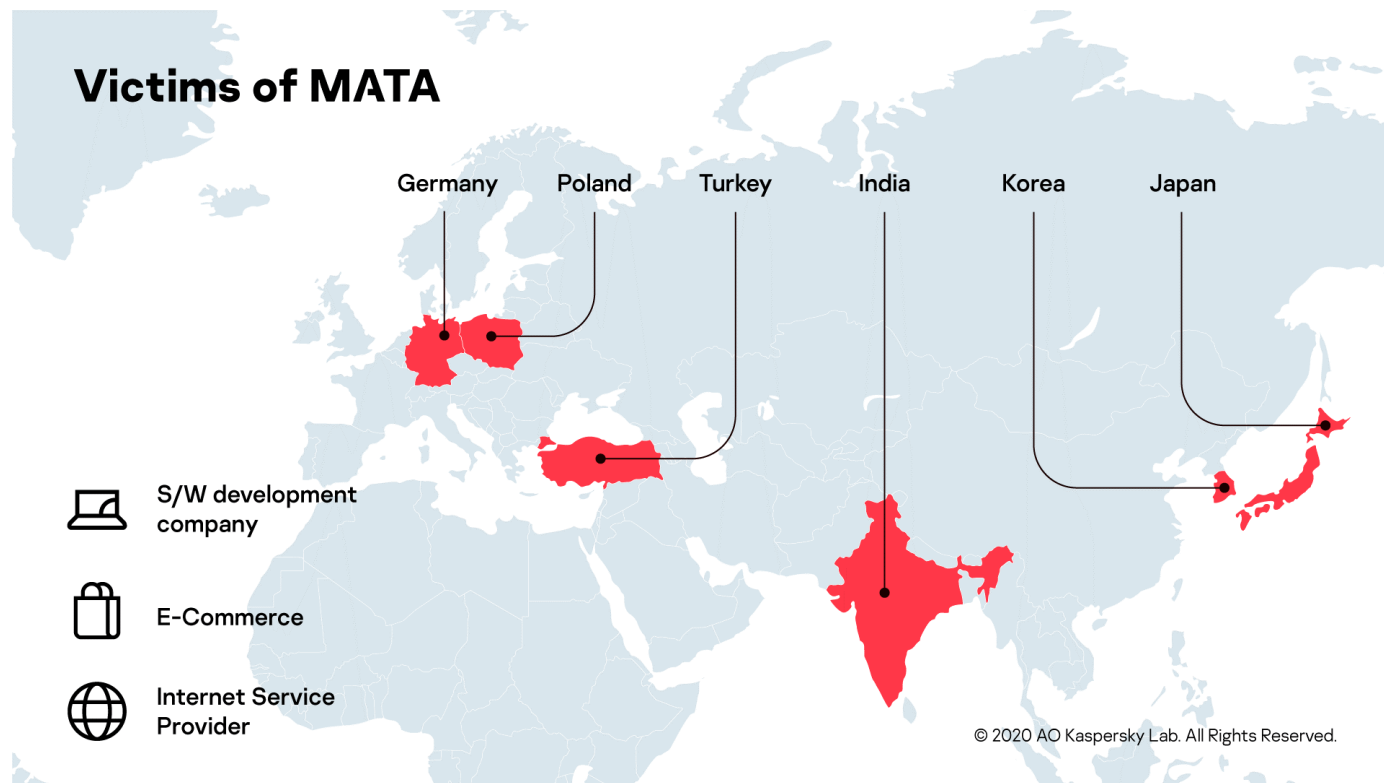 Victims of MATA
Germany
Poland
Turkey
India
Korea
Japan
S/W development
company
E-Commerce
Internet Service
Provider
© 2020 AO Kaspersky Lab. All Rights Reserved.